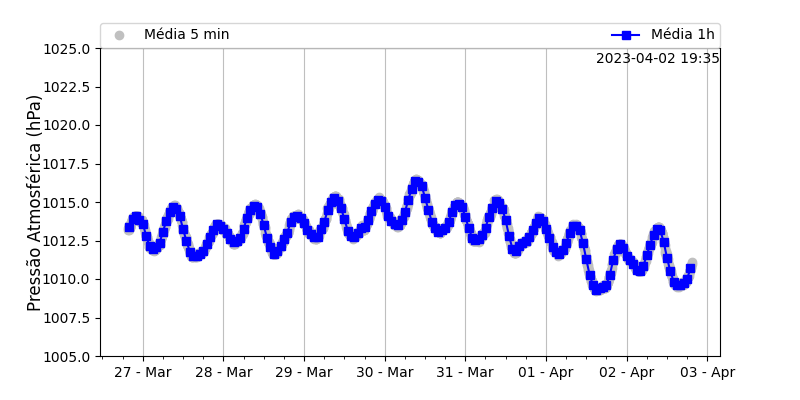 Média 5 min
Média 1h
2023-04-02 19:35
Pressão Atmosférica (hPa)
1025.0
1022.5
1020.0
1017.5
1015.0
1012.5
1010.0
1007.5
1005.0
27 - Mar 28 - Mar 29 - Mar 30 - Mar 31 - Mar 01 - Apr 02 - Apr 03 - Apr